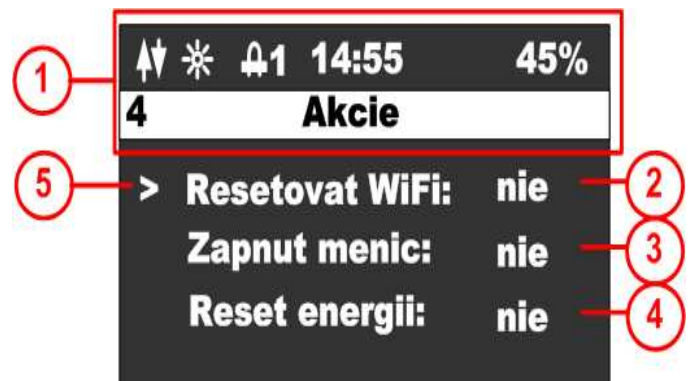 1 14:55 45%
4 Akcie
> Resetovat WiFi: nie
Zapnut menic: nie
Reset energii: nie
1
5
2
3
4